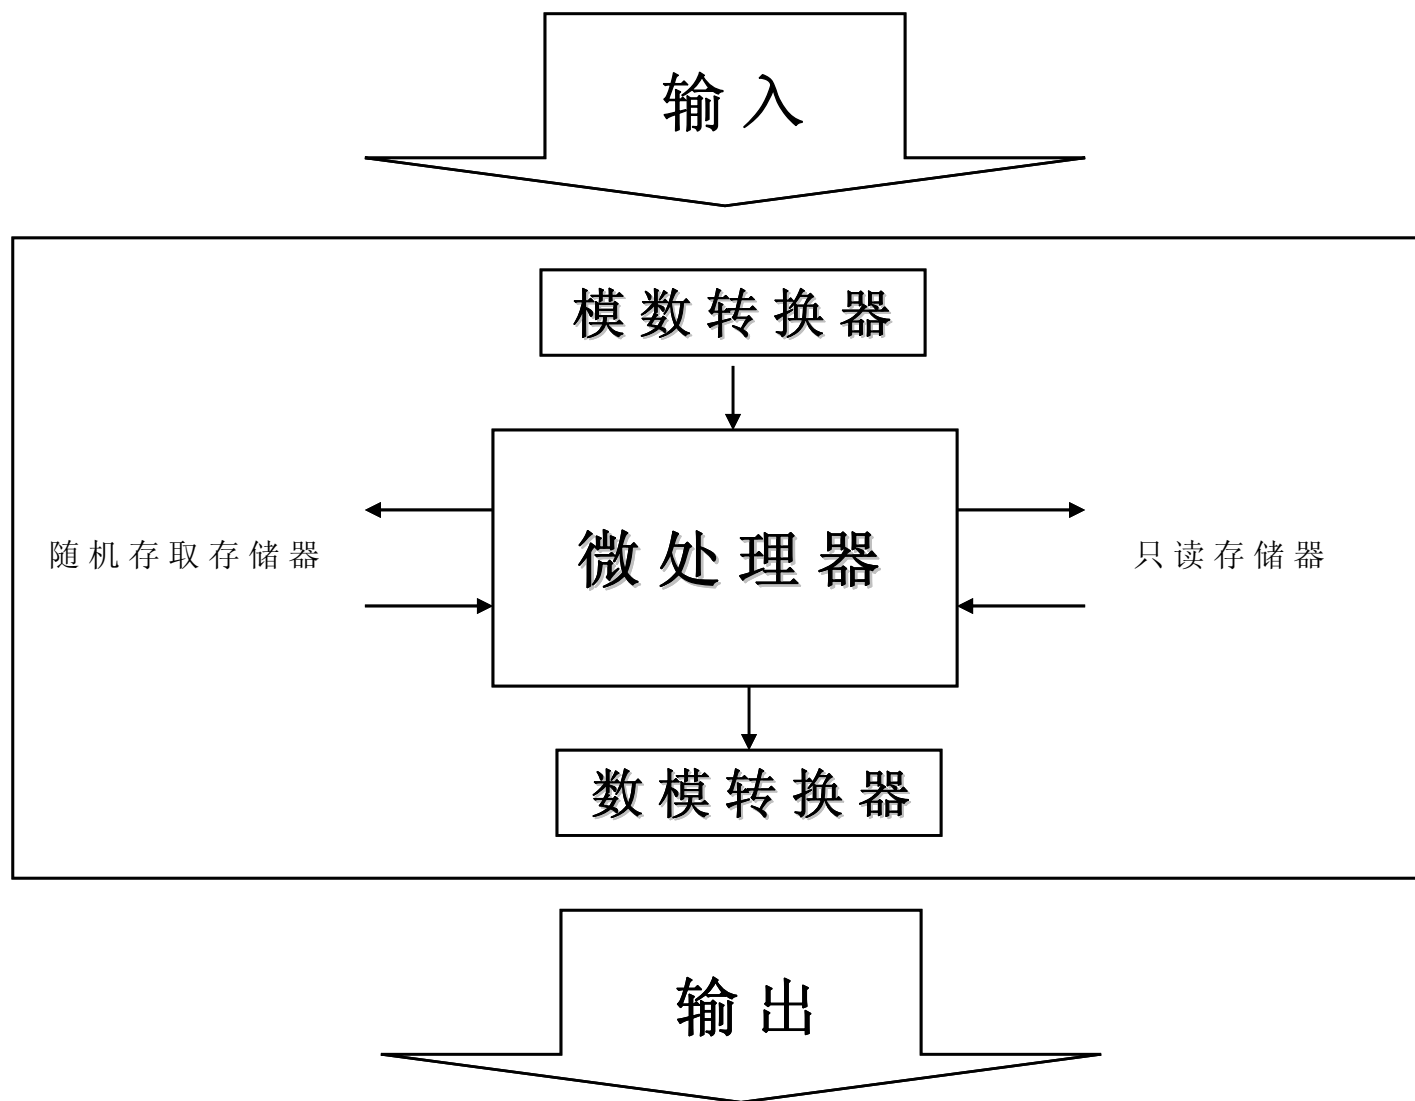 输入
模数转换器
随机存取存储器
微处理器
只读存储器
数模转换器
输出